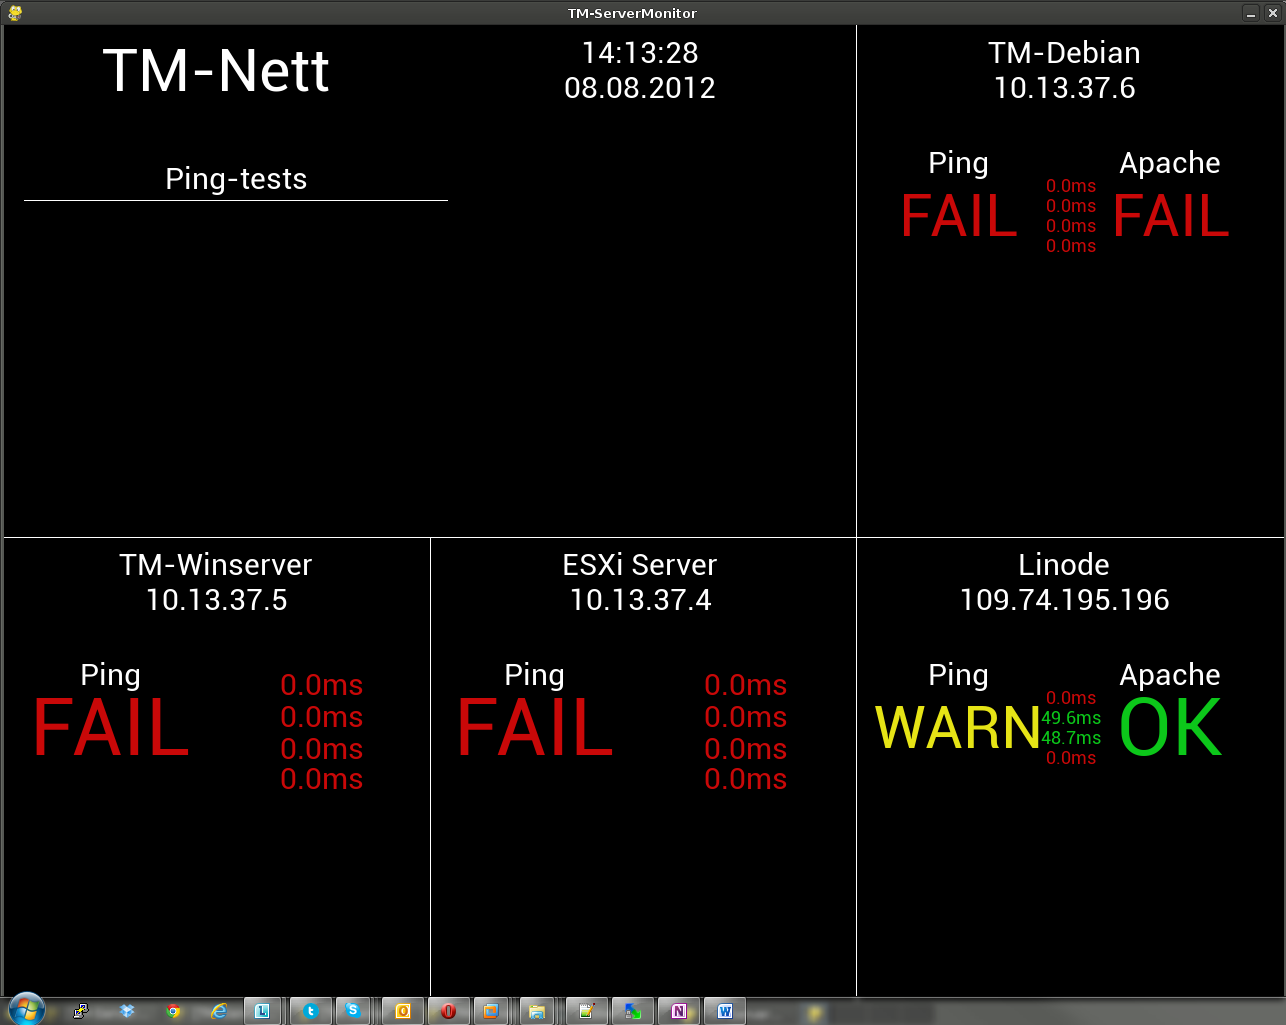 TM-ServerMonitor
TM-Nett
14:13:28
08.08.2012
Ping-tests
TM-Debian
10.13.37.6
Ping
FAIL
0.0ms
0.0ms
0.0ms
0.0ms
Apache
FAIL
TM-Winserver
10.13.37.5
Ping
FAIL
0.0ms
0.0ms
0.0ms
0.0ms
ESXi Server
10.13.37.4
Ping
FAIL
0.0ms
0.0ms
0.0ms
0.0ms
Linode
109.74.195.196
Ping
WARN
0.0ms
49.6ms
48.7ms
0.0ms
Apache
OK